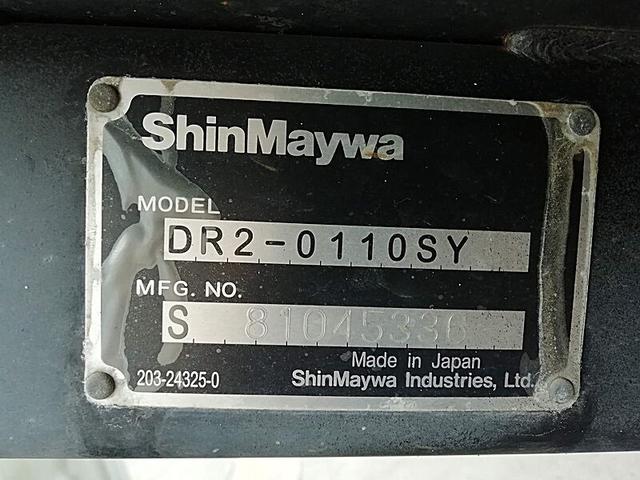 ShinMaywa
MODEL
DR2-0110SY
MFG. NO.
S 81045336
Made in Japan
203-24325-0
ShinMaywa Industries, Ltd.